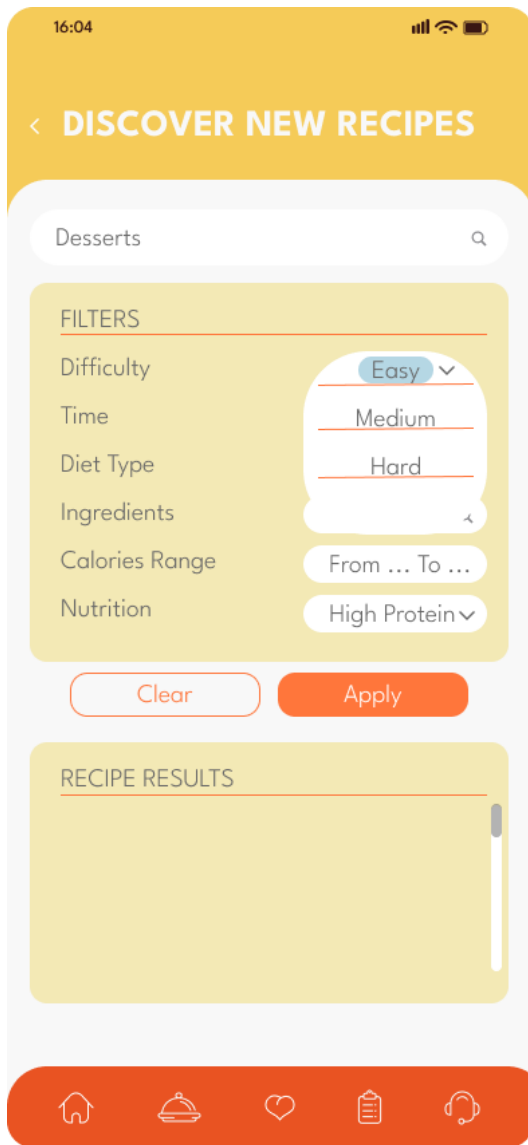 16:04
DISCOVER NEW RECIPES
Desserts
FILTERS
Difficulty Easy
Time Medium
Diet Type Hard
Ingredients
Calories Range From ... To ...
Nutrition High Protein
Clear Apply
RECIPE RESULTS